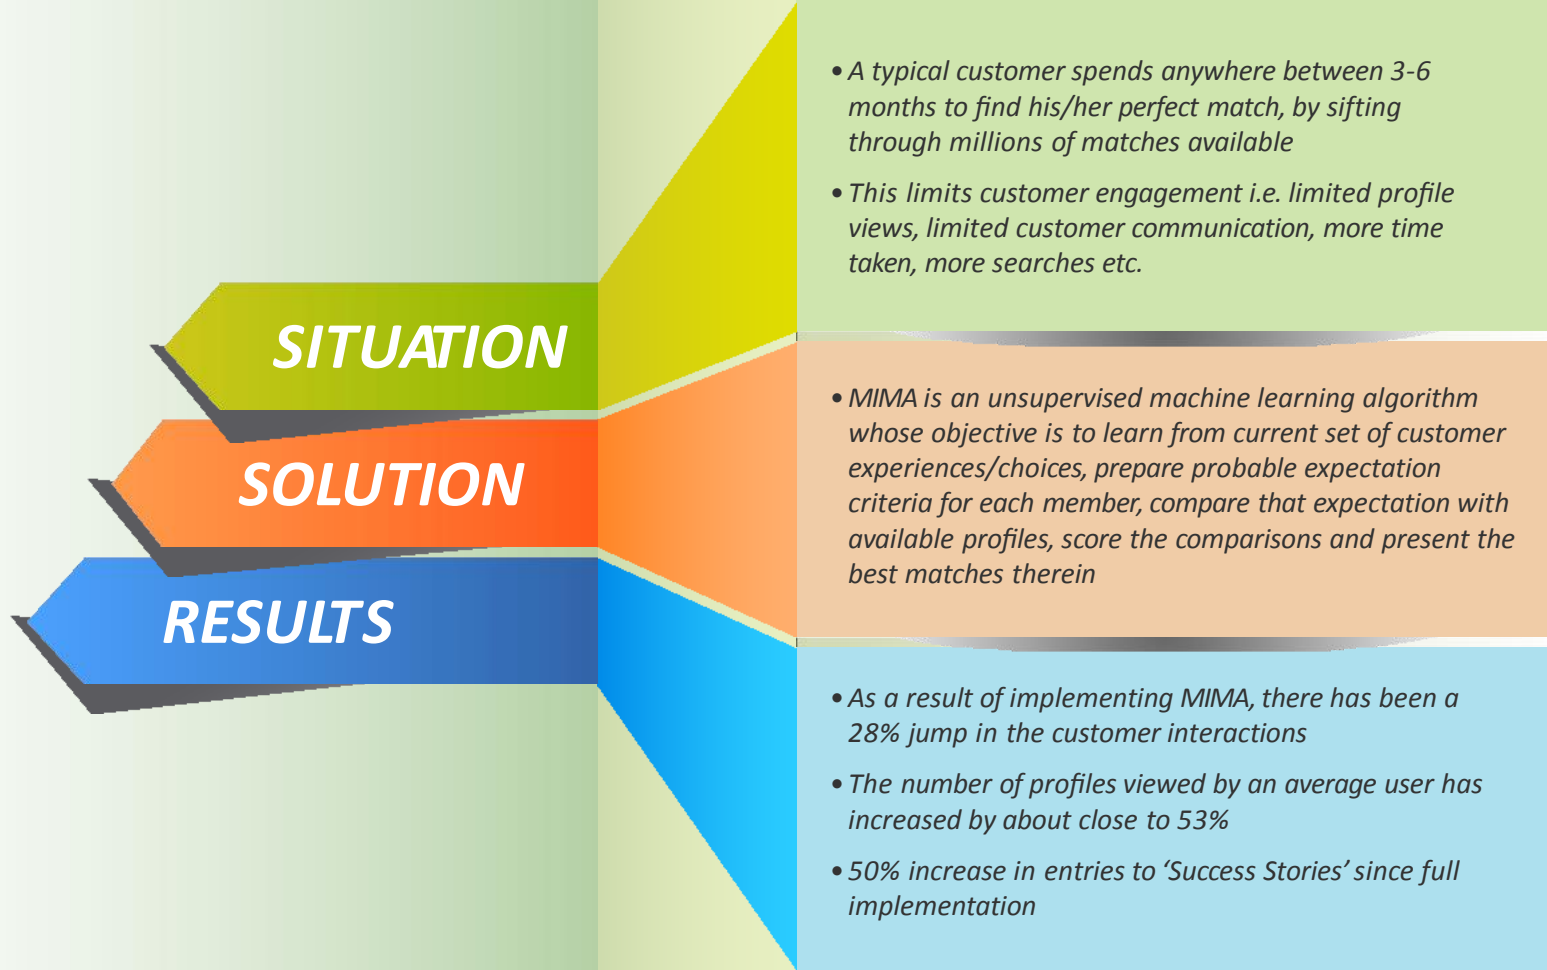 SITUATION
• A typical customer spends anywhere between 3-6
months to find his/her perfect match, by sifting
through millions of matches available
• This limits customer engagement i.e. limited profile
views, limited customer communication, more time
taken, more searches etc.
SOLUTION
• MIMA is an unsupervised machine learning algorithm
whose objective is to learn from current set of customer
experiences/choices, prepare probable expectation
criteria for each member, compare that expectation with
available profiles, score the comparisons and present the
best matches therein
RESULTS
• As a result of implementing MIMA, there has been a
28% jump in the customer interactions
• The number of profiles viewed by an average user has
increased by about close to 53%
• 50% increase in entries to ‘Success Stories’ since full
implementation